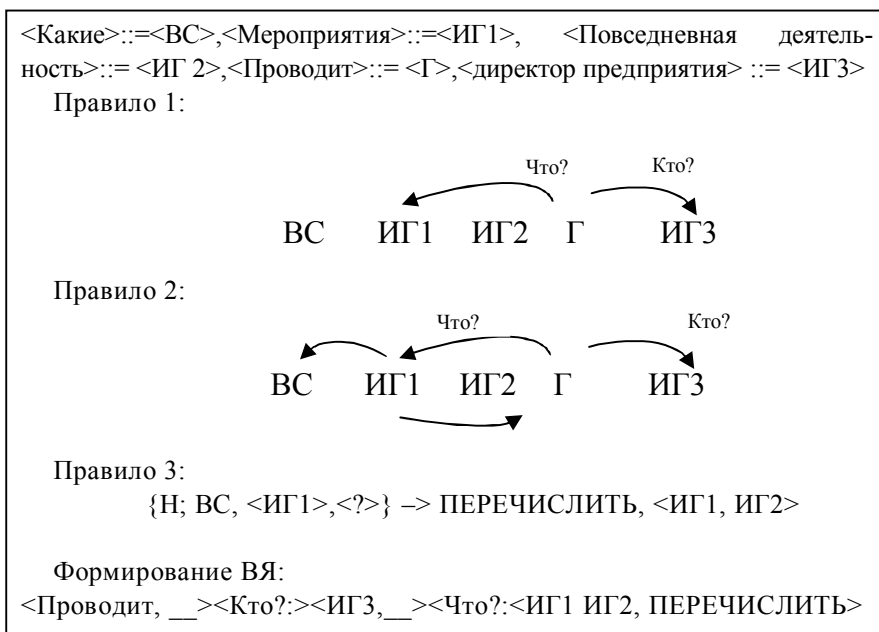 <Какие>::=<ВС>,<Мероприятия>::=<ИГ1>, <Повседневная деятель-
ность>::= <ИГ 2>,<Проводит>::= <Г>,<директор предприятия> ::= <ИГ3>
Правило 1:
Что? Кто?
ВС ИГ1 ИГ2 Г ИГ3
Правило 2:
Что? Кто?
ВС ИГ1 ИГ2 Г ИГ3
Правило 3:
{Н; ВС, <ИГ1>,<?>} –> ПЕРЕЧИСЛИТЬ, <ИГ1, ИГ2>
Формирование ВЯ:
<Проводит, __><Кто?:><ИГ3,__><Что?:<ИГ1 ИГ2, ПЕРЕЧИСЛИТЬ>